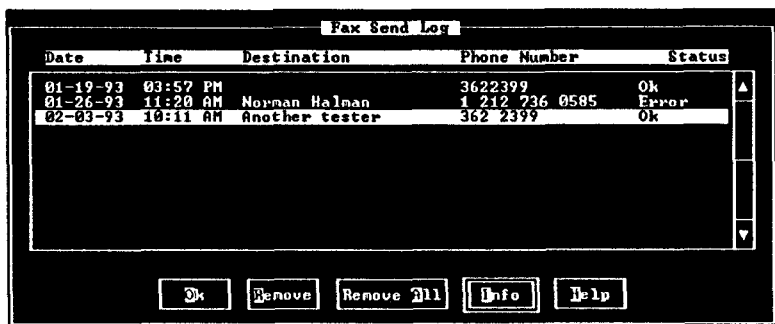 Fax Send Log
Date Time Destination Phone Number Status
01-19-93 03:57 PM 3622399 Ok
01-26-93 11:20 AM Norman Halman 1 212 736 0585 Error
02-03-93 10:11 AM Another tester 362 2399 Ok
Ok Remove Remove All Info Help